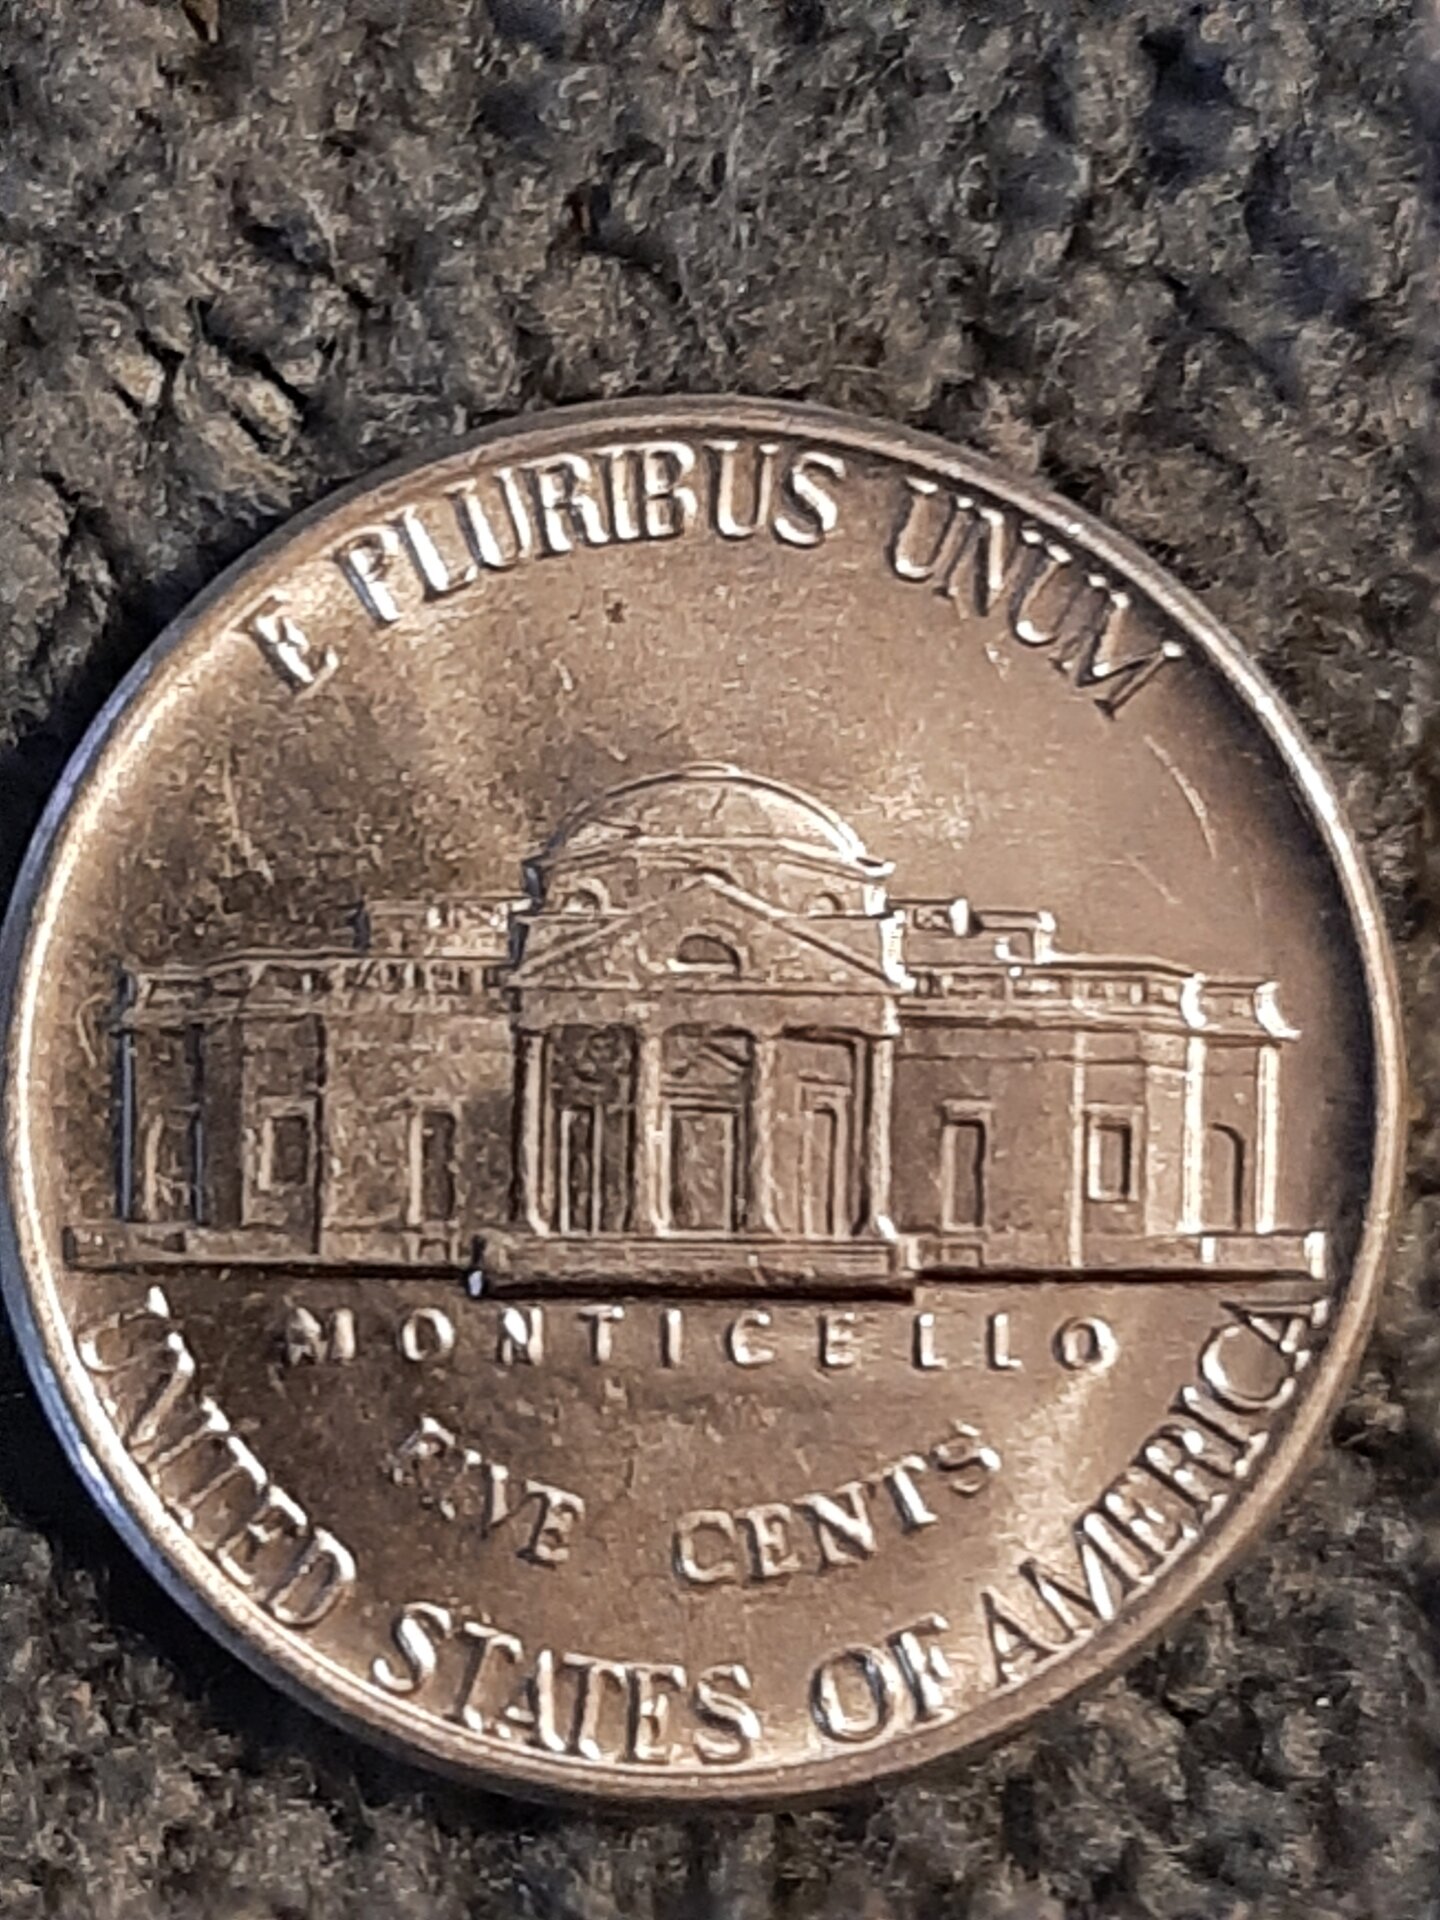 E PLURIBUS UNUM
MONTICELLO
FIVE CENTS
UNITED STATES OF AMERICA